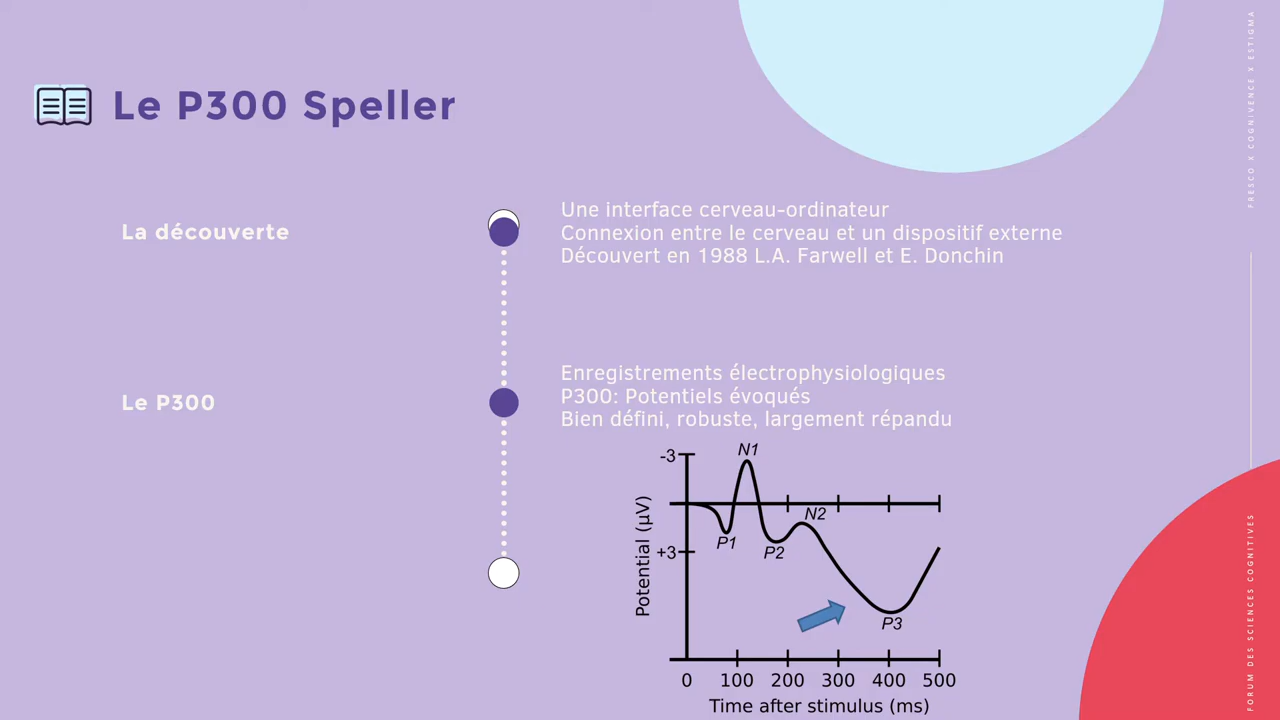 Le P300 Speller
La découverte
Une interface cerveau-ordinateur
Connexion entre le cerveau et un dispositif externe
Découvert en 1988 L.A. Farwell et E. Donchin
Le P300
Enregistrements électrophysiologiques
P300: Potentiels évoqués
Bien défini, robuste, largement répandu
-3
N1
N2
P1
P2
+3
Potential (µV)
P3
0 100 200 300 400 500
Time after stimulus (ms)
FRESCO X COGNIVENCE X ESTIGMA
FORUM DES SCIENCES COGNITIVES